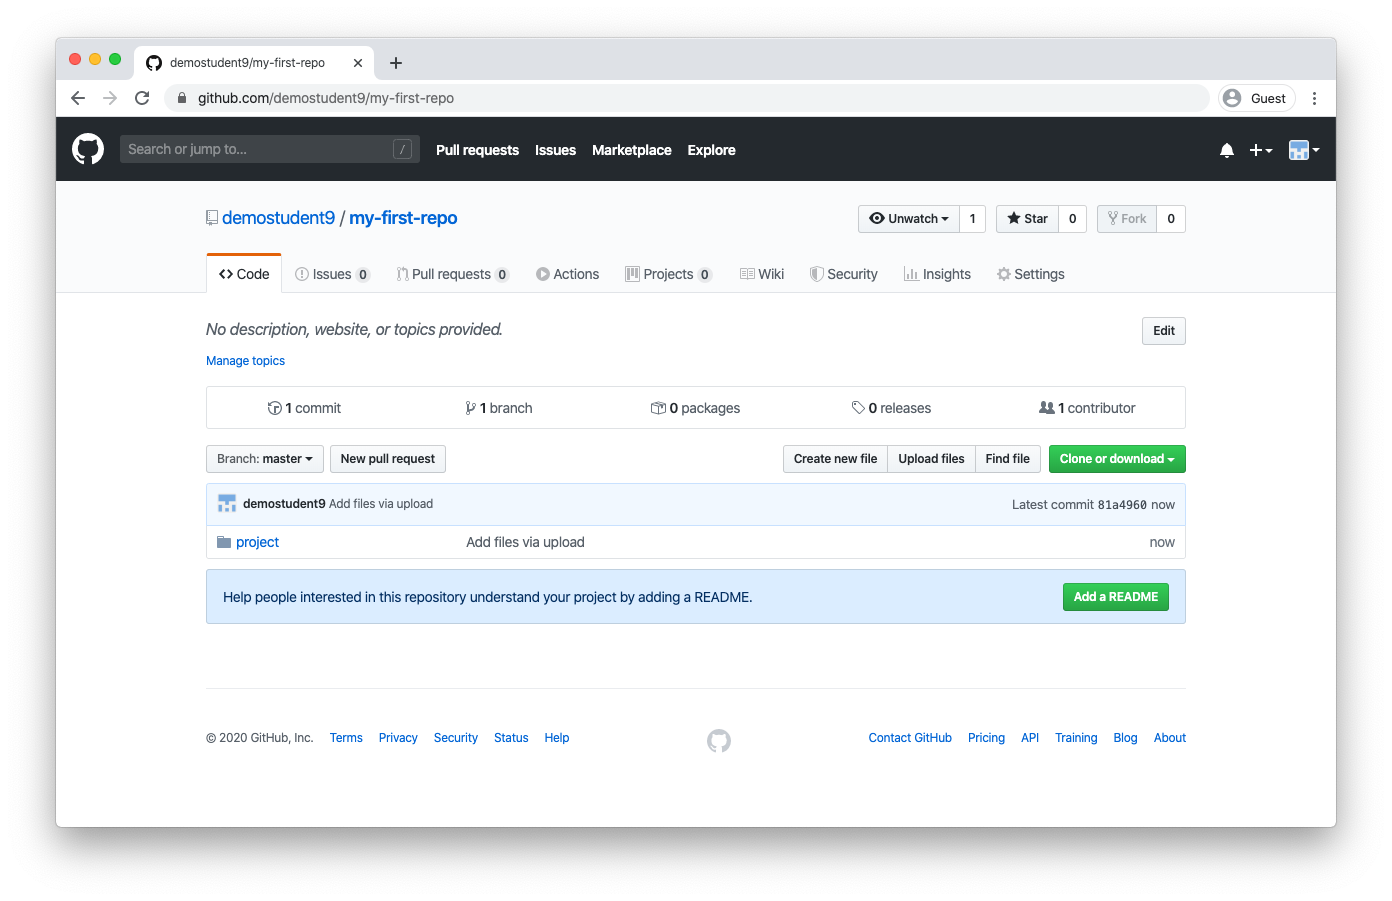 demostudent9/my-first-repo
github.com/demostudent9/my-first-repo
Guest
Search or jump to...
/
Pull requests Issues Marketplace Explore
demostudent9 / my-first-repo
Unwatch 1 Star 0 Fork 0
Code Issues 0 Pull requests 0 Actions Projects 0 Wiki Security Insights Settings
No description, website, or topics provided.
Edit
Manage topics
1 commit 1 branch 0 packages 0 releases 1 contributor
Branch: master New pull request Create new file Upload files Find file Clone or download
demostudent9 Add files via upload Latest commit 81a4960 now
project Add files via upload now
Help people interested in this repository understand your project by adding a README. Add a README
© 2020 GitHub, Inc. Terms Privacy Security Status Help Contact GitHub Pricing API Training Blog About